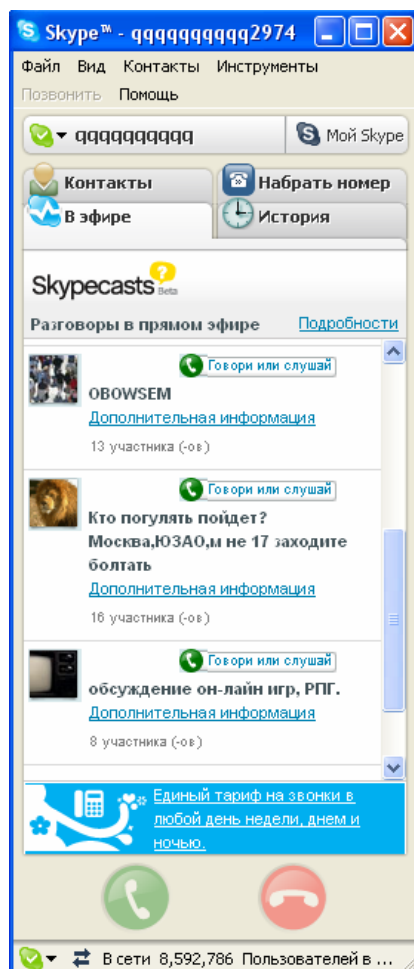 Skype™ - qqqqqqqqqq2974
Файл Вид Контакты Инструменты
Позвонить Помощь
qqqqqqqqqq Мой Skype
Контакты Набрать номер
В эфире История
Skypecasts Beta
Разговоры в прямом эфире Подробности
Говори или слушай
OBOWSEM
Дополнительная информация
13 участника (-ов)
Говори или слушай
Кто погулять пойдет?
Москва,ЮЗАО,м не 17 заходите
болтать
Дополнительная информация
16 участника (-ов)
Говори или слушай
обсуждение он-лайн игр, РПГ.
Дополнительная информация
8 участника (-ов)
Единый тариф на звонки в
любой день недели, днем и
ночью.
В сети 8,592,786 Пользователей в ...